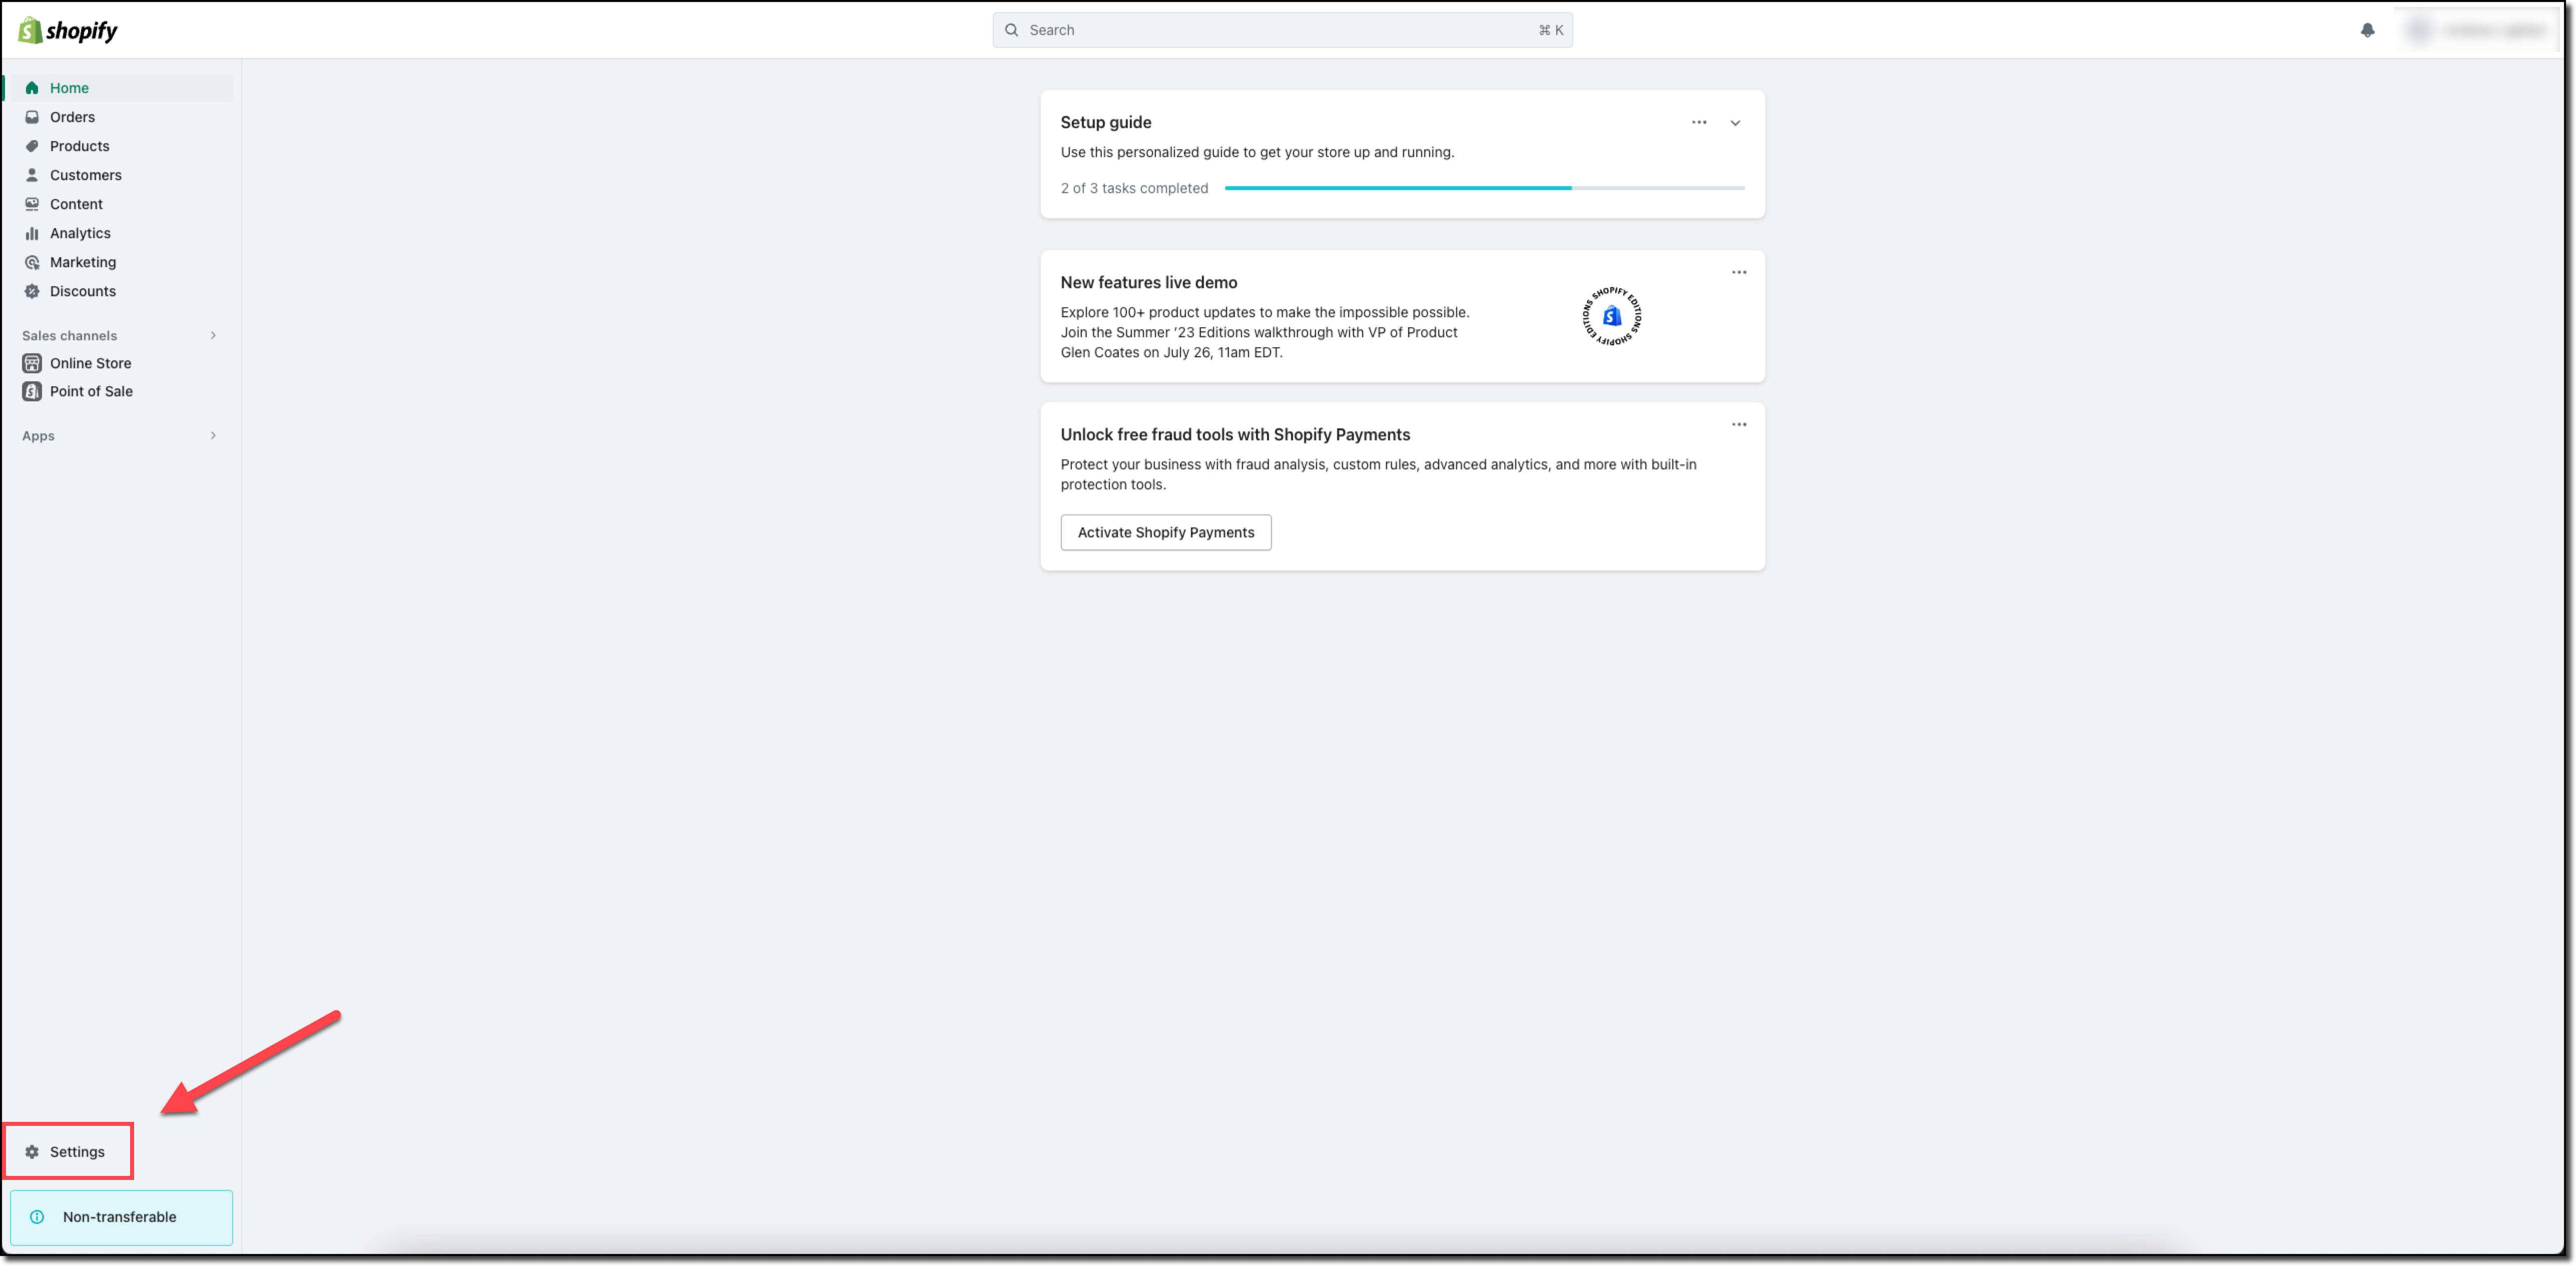 shopify
Search
⌘ K
Home
Orders
Products
Customers
Content
Analytics
Marketing
Discounts
Sales channels
Online Store
Point of Sale
Apps
Settings
Non-transferable
Setup guide
Use this personalized guide to get your store up and running.
2 of 3 tasks completed
New features live demo
Explore 100+ product updates to make the impossible possible.
Join the Summer ’23 Editions walkthrough with VP of Product
Glen Coates on July 26, 11am EDT.
SHOPIFY EDITIONS SHOPIFY EDITIONS
Unlock free fraud tools with Shopify Payments
Protect your business with fraud analysis, custom rules, advanced analytics, and more with built-in
protection tools.
Activate Shopify Payments